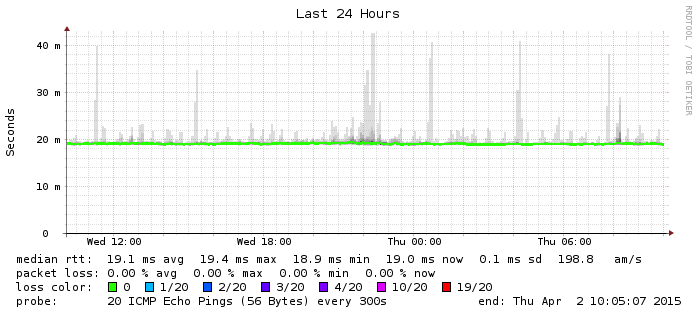 Last 24 Hours
RRDTOOL / TOBI OETIKER
Seconds
40 m
30 m
20 m
10 m
0
Wed 12:00 Wed 18:00 Thu 00:00 Thu 06:00
median rtt: 19.1 ms avg 19.4 ms max 18.9 ms min 19.0 ms now 0.1 ms sd 198.8 am/s
packet loss: 0.00 % avg 0.00 % max 0.00 % min 0.00 % now
loss color: 0 1/20 2/20 3/20 4/20 10/20 19/20
probe: 20 ICMP Echo Pings (56 Bytes) every 300s end: Thu Apr 2 10:05:07 2015